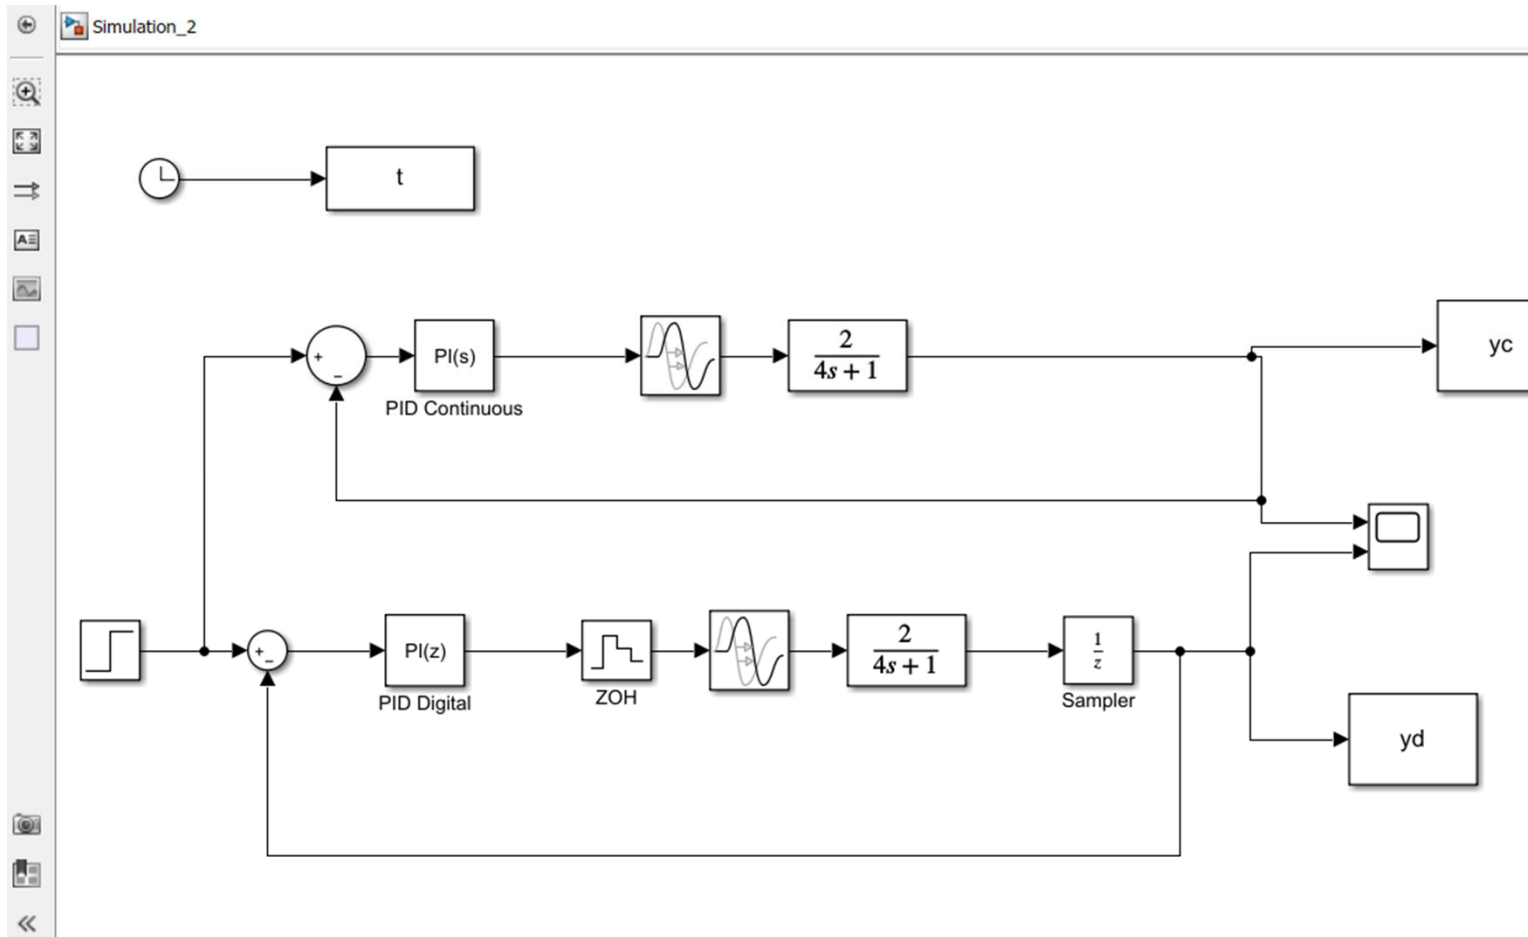 Simulation_2
t
+
−
PI(s)
PID Continuous
2
4s + 1
yc
+
−
PI(z)
PID Digital
ZOH
2
4s + 1
1
z
Sampler
yd